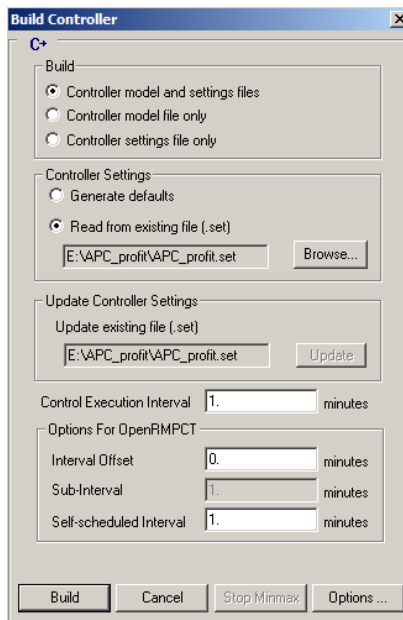 Build Controller
C
Build
Controller model and settings files
Controller model file only
Controller settings file only
Controller Settings
Generate defaults
Read from existing file (.set)
E:\APC_profit\APC_profit.set Browse...
Update Controller Settings
Update existing file (.set)
E:\APC_profit\APC_profit.set Update
Control Execution Interval 1. minutes
Options For OpenRMPCT
Interval Offset 0. minutes
Sub-Interval 1. minutes
Self-scheduled Interval 1. minutes
Build Cancel Stop Minmax Options ...